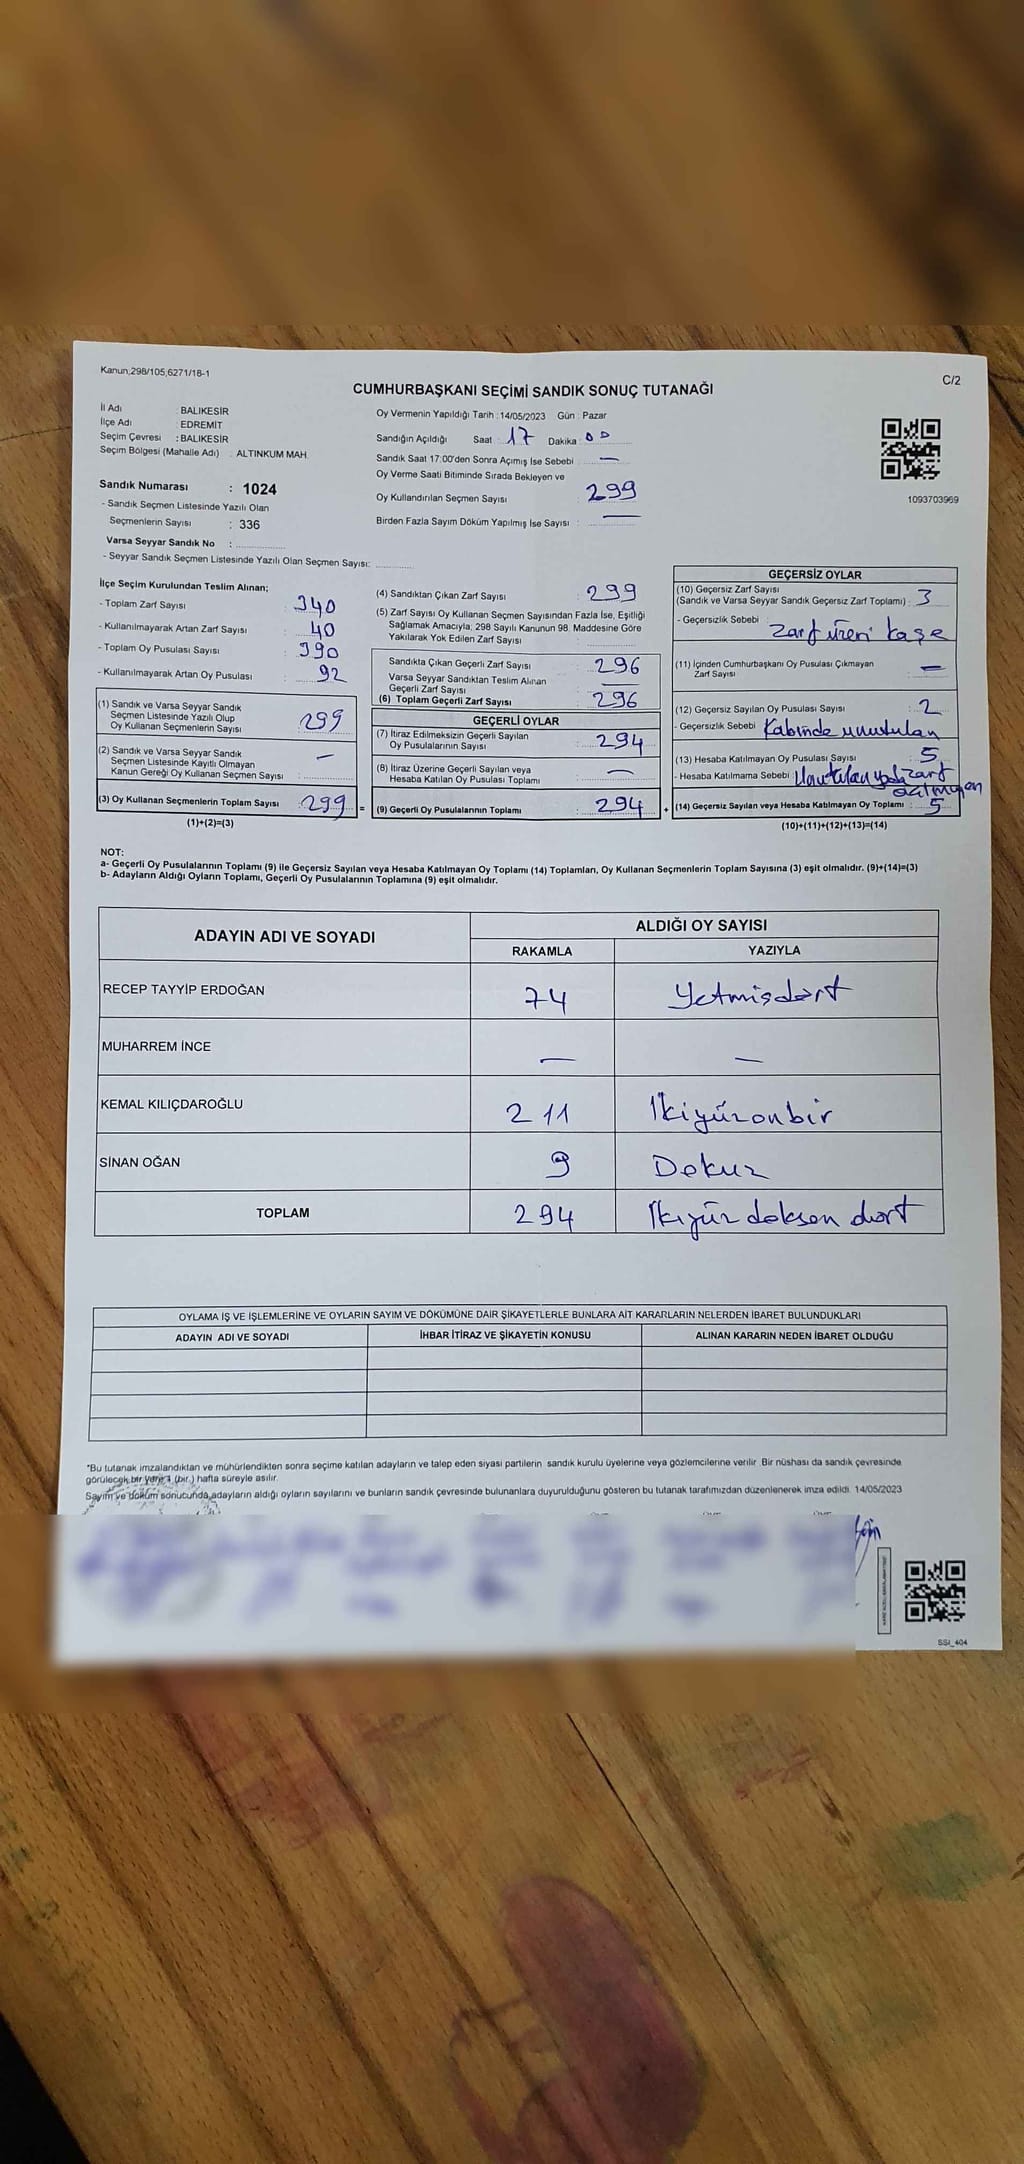 Kanun;298/105,6271/18-1
C/2
CUMHURBAŞKANI SEÇİMİ SANDIK SONUÇ TUTANAĞI
İl Adı : BALIKESİR
İlçe Adı : EDREMİT
Seçim Çevresi : BALIKESİR
Seçim Bölgesi (Mahalle Adı) : ALTINKUM MAH.
Sandık Numarası : 1024
- Sandık Seçmen Listesinde Yazılı Olan
Seçmenlerin Sayısı : 336
Varsa Seyyar Sandık No :
- Seyyar Sandık Seçmen Listesinde Yazılı Olan Seçmen Sayısı:
Oy Vermenin Yapıldığı Tarih : 14/05/2023 Gün : Pazar
Sandığın Açıldığı Saat : 17 Dakika : 00
Sandık Saat 17:00'den Sonra Açımış İse Sebebi : —
Oy Verme Saati Bitiminde Sırada Bekleyen ve
Oy Kullandırılan Seçmen Sayısı : 299
Birden Fazla Sayım Döküm Yapılmış İse Sayısı : —
1093703969
İlçe Seçim Kurulundan Teslim Alınan;
- Toplam Zarf Sayısı : 340
- Kullanılmayarak Artan Zarf Sayısı : 40
- Toplam Oy Pusulası Sayısı : 390
- Kullanılmayarak Artan Oy Pusulası : 92
(1) Sandık ve Varsa Seyyar Sandık
Seçmen Listesinde Yazılı Olup
Oy Kullanan Seçmenlerin Sayısı : 299
(2) Sandık ve Varsa Seyyar Sandık
Seçmen Listesinde Kayıtlı Olmayan
Kanun Gereği Oy Kullanan Seçmen Sayısı : —
(3) Oy Kullanan Seçmenlerin Toplam Sayısı : 299 =
(1)+(2)=(3)
(4) Sandıktan Çıkan Zarf Sayısı : 299
(5) Zarf Sayısı Oy Kullanan Seçmen Sayısından Fazla İse, Eşitliği
Sağlamak Amacıyla; 298 Sayılı Kanunun 98. Maddesine Göre
Yakılarak Yok Edilen Zarf Sayısı :
Sandıkta Çıkan Geçerli Zarf Sayısı : 296
Varsa Seyyar Sandıktan Teslim Alınan
Geçerli Zarf Sayısı : —
(6) Toplam Geçerli Zarf Sayısı : 296
GEÇERLİ OYLAR
(7) İtiraz Edilmeksizin Geçerli Sayılan
Oy Pusulalarının Sayısı : 294
(8) İtiraz Üzerine Geçerli Sayılan veya
Hesaba Katılan Oy Pusulası Toplamı : —
(9) Geçerli Oy Pusulalarının Toplamı : 294 +
GEÇERSİZ OYLAR
(10) Geçersiz Zarf Sayısı
(Sandık ve Varsa Seyyar Sandık Geçersiz Zarf Toplamı) : 3
- Geçersizlik Sebebi : Zarf üzeri kaşe
(11) İçinden Cumhurbaşkanı Oy Pusulası Çıkmayan
Zarf Sayısı : —
(12) Geçersiz Sayılan Oy Pusulası Sayısı : 2
- Geçersizlik Sebebi : Kabinde unutulan
(13) Hesaba Katılmayan Oy Pusulası Sayısı : 5
- Hesaba Katılmama Sebebi : Unutulan zarf
(14) Geçersiz Sayılan veya Hesaba Katılmayan Oy Toplamı : 5
(10)+(11)+(12)+(13)=(14)
NOT:
a- Geçerli Oy Pusulalarının Toplamı (9) ile Geçersiz Sayılan veya Hesaba Katılmayan Oy Toplamı (14) Toplamları, Oy Kullanan Seçmenlerin Toplam Sayısına (3) eşit olmalıdır. (9)+(14)=(3)
b- Adayların Aldığı Oyların Toplamı, Geçerli Oy Pusulalarının Toplamına (9) eşit olmalıdır.
ADAYIN ADI VE SOYADI ALDIĞI OY SAYISI
RAKAMLA YAZIYLA
RECEP TAYYİP ERDOĞAN 74 Yetmişdört
MUHARREM İNCE — —
KEMAL KILIÇDAROĞLU 211 İkiyüzonbir
SİNAN OĞAN 9 Dokuz
TOPLAM 294 İkiyüz doksan dört
OYLAMA İŞ VE İŞLEMLERİNE VE OYLARIN SAYIM VE DÖKÜMÜNE DAİR ŞİKAYETLERLE BUNLARA AİT KARARLARIN NELERDEN İBARET BULUNDUKLARI
ADAYIN ADI VE SOYADI İHBAR İTİRAZ VE ŞİKAYETİN KONUSU ALINAN KARARIN NEDEN İBARET OLDUĞU
*Bu tutanak imzalandıktan ve mühürlendikten sonra seçime katılan adayların ve talep eden siyasi partilerin sandık kurulu üyelerine veya gözlemcilerine verilir. Bir nüshası da sandık çevresinde
görülecek bir yere 1 (bir) hafta süreyle asılır.
Sayım ve döküm sonucunda adayların aldığı oyların sayılarını ve bunların sandık çevresinde bulunanlara duyurulduğunu gösteren bu tutanak tarafımızdan düzenlenerek imza edildi. 14/05/2023
SSI_404